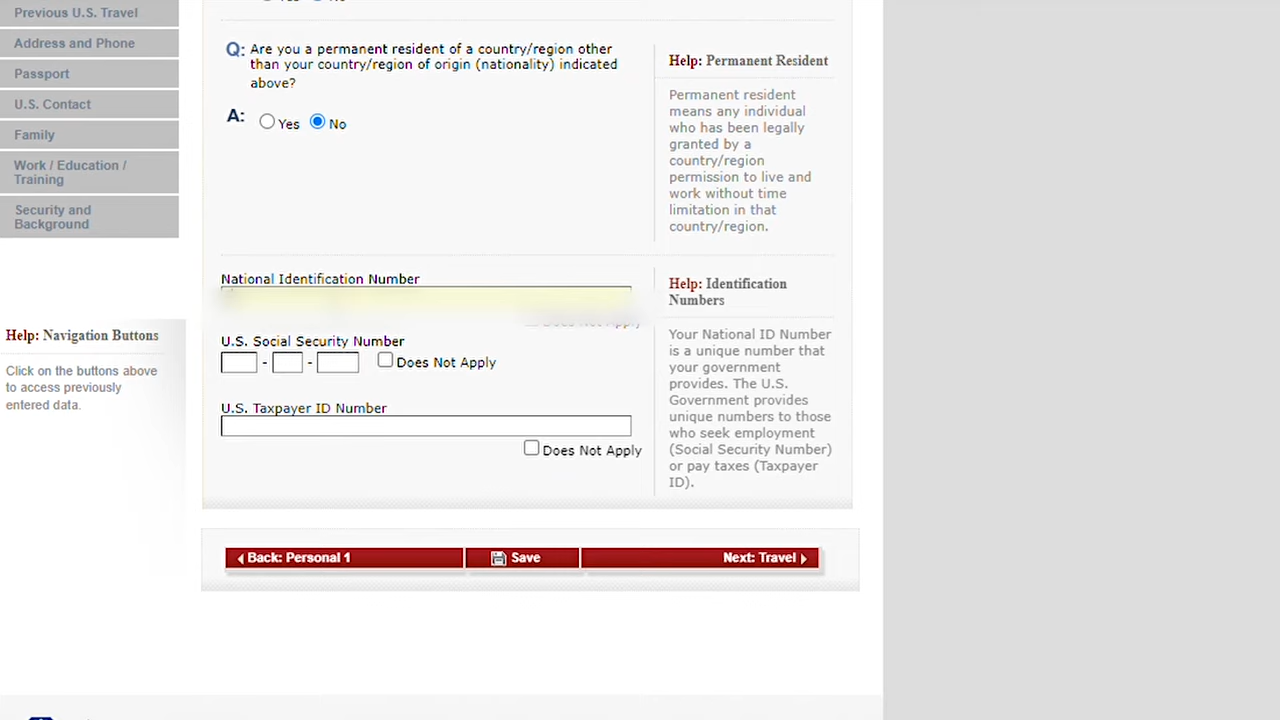 Previous U.S. Travel
Address and Phone
Passport
U.S. Contact
Family
Work / Education /
Training
Security and
Background
Help: Navigation Buttons
Click on the buttons above
to access previously
entered data.
Q: Are you a permanent resident of a country/region other
than your country/region of origin (nationality) indicated
above?
A: Yes No
Help: Permanent Resident
Permanent resident
means any individual
who has been legally
granted by a
country/region
permission to live and
work without time
limitation in that
country/region.
National Identification Number
Does Not Apply
U.S. Social Security Number
- - Does Not Apply
U.S. Taxpayer ID Number
Does Not Apply
Help: Identification
Numbers
Your National ID Number
is a unique number that
your government
provides. The U.S.
Government provides
unique numbers to those
who seek employment
(Social Security Number)
or pay taxes (Taxpayer
ID).
Back: Personal 1
Save
Next: Travel